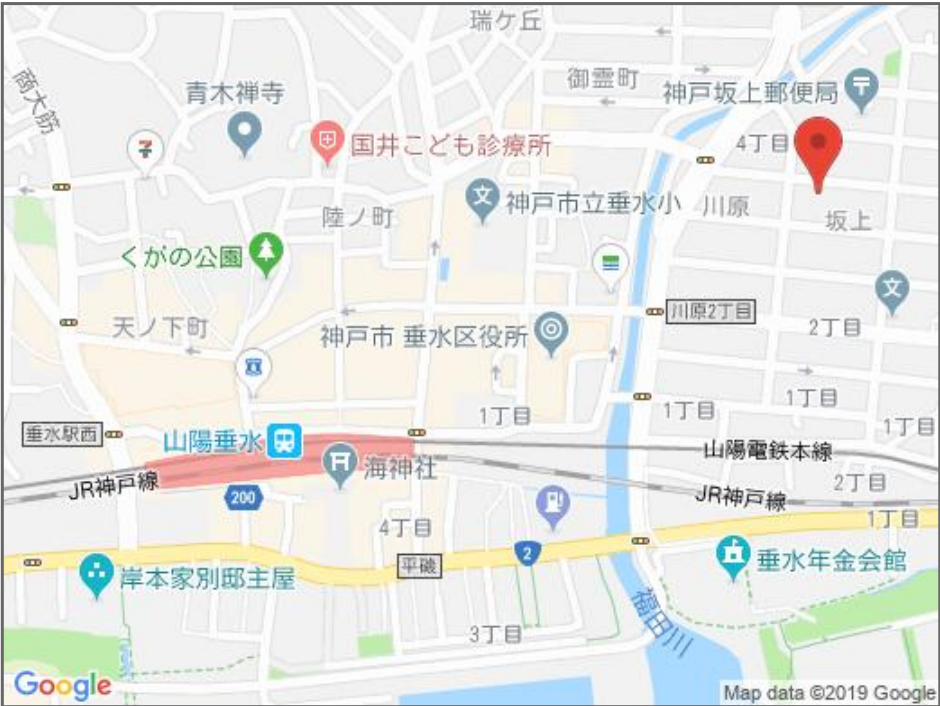 瑞ケ丘
商大筋
青木禅寺
御霊町
神戸坂上郵便局
国井こども診療所
4丁目
陸ノ町
神戸市立垂水小
川原
坂上
くがの公園
天ノ下町
神戸市 垂水区役所
川原2丁目
2丁目
1丁目
1丁目
1丁目
1丁目
垂水駅西
山陽垂水
山陽電鉄本線
海神社
JR神戸線
JR神戸線
2丁目
200
1丁目
4丁目
平磯
2
垂水年金会館
岸本家別邸主屋
福田川
3丁目
Google
Map data ©2019 Google